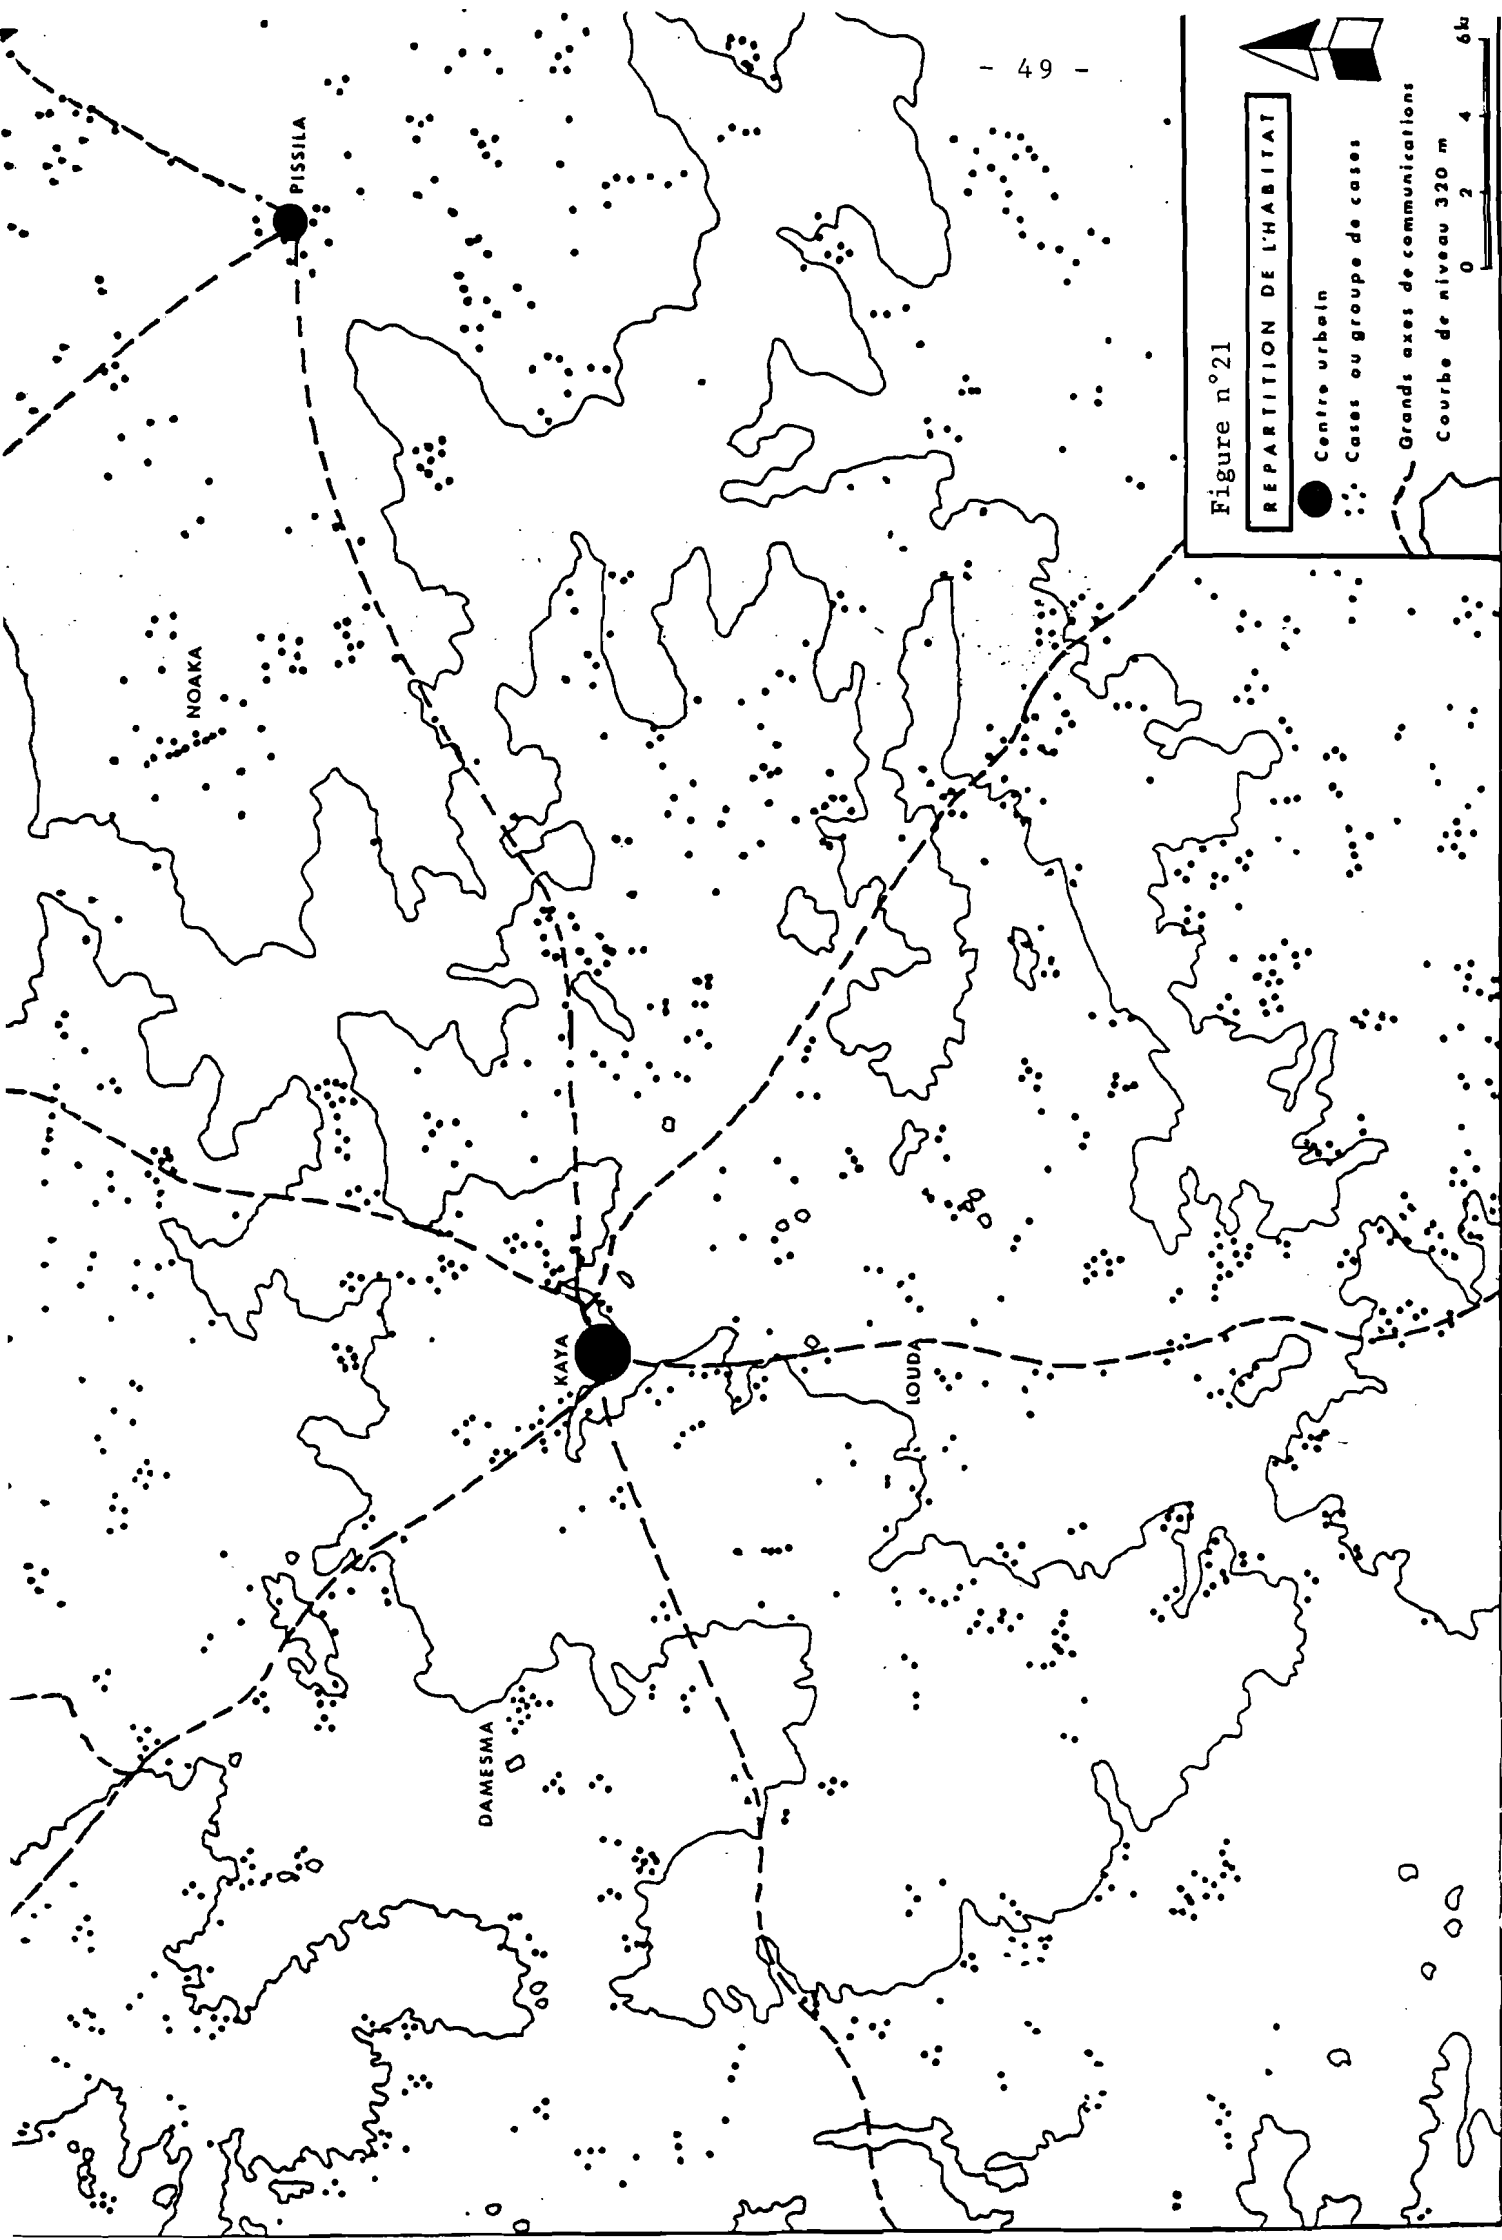 - 49 -
PISSILA
NOAKA
KAYA
LOUDA
DAMESMA
Figure n°21
REPARTITION DE L'HABITAT
Centre urbain
Cases ou groupe de cases
Grands axes de communications
Courbe de niveau 320 m
0 2 4 6k